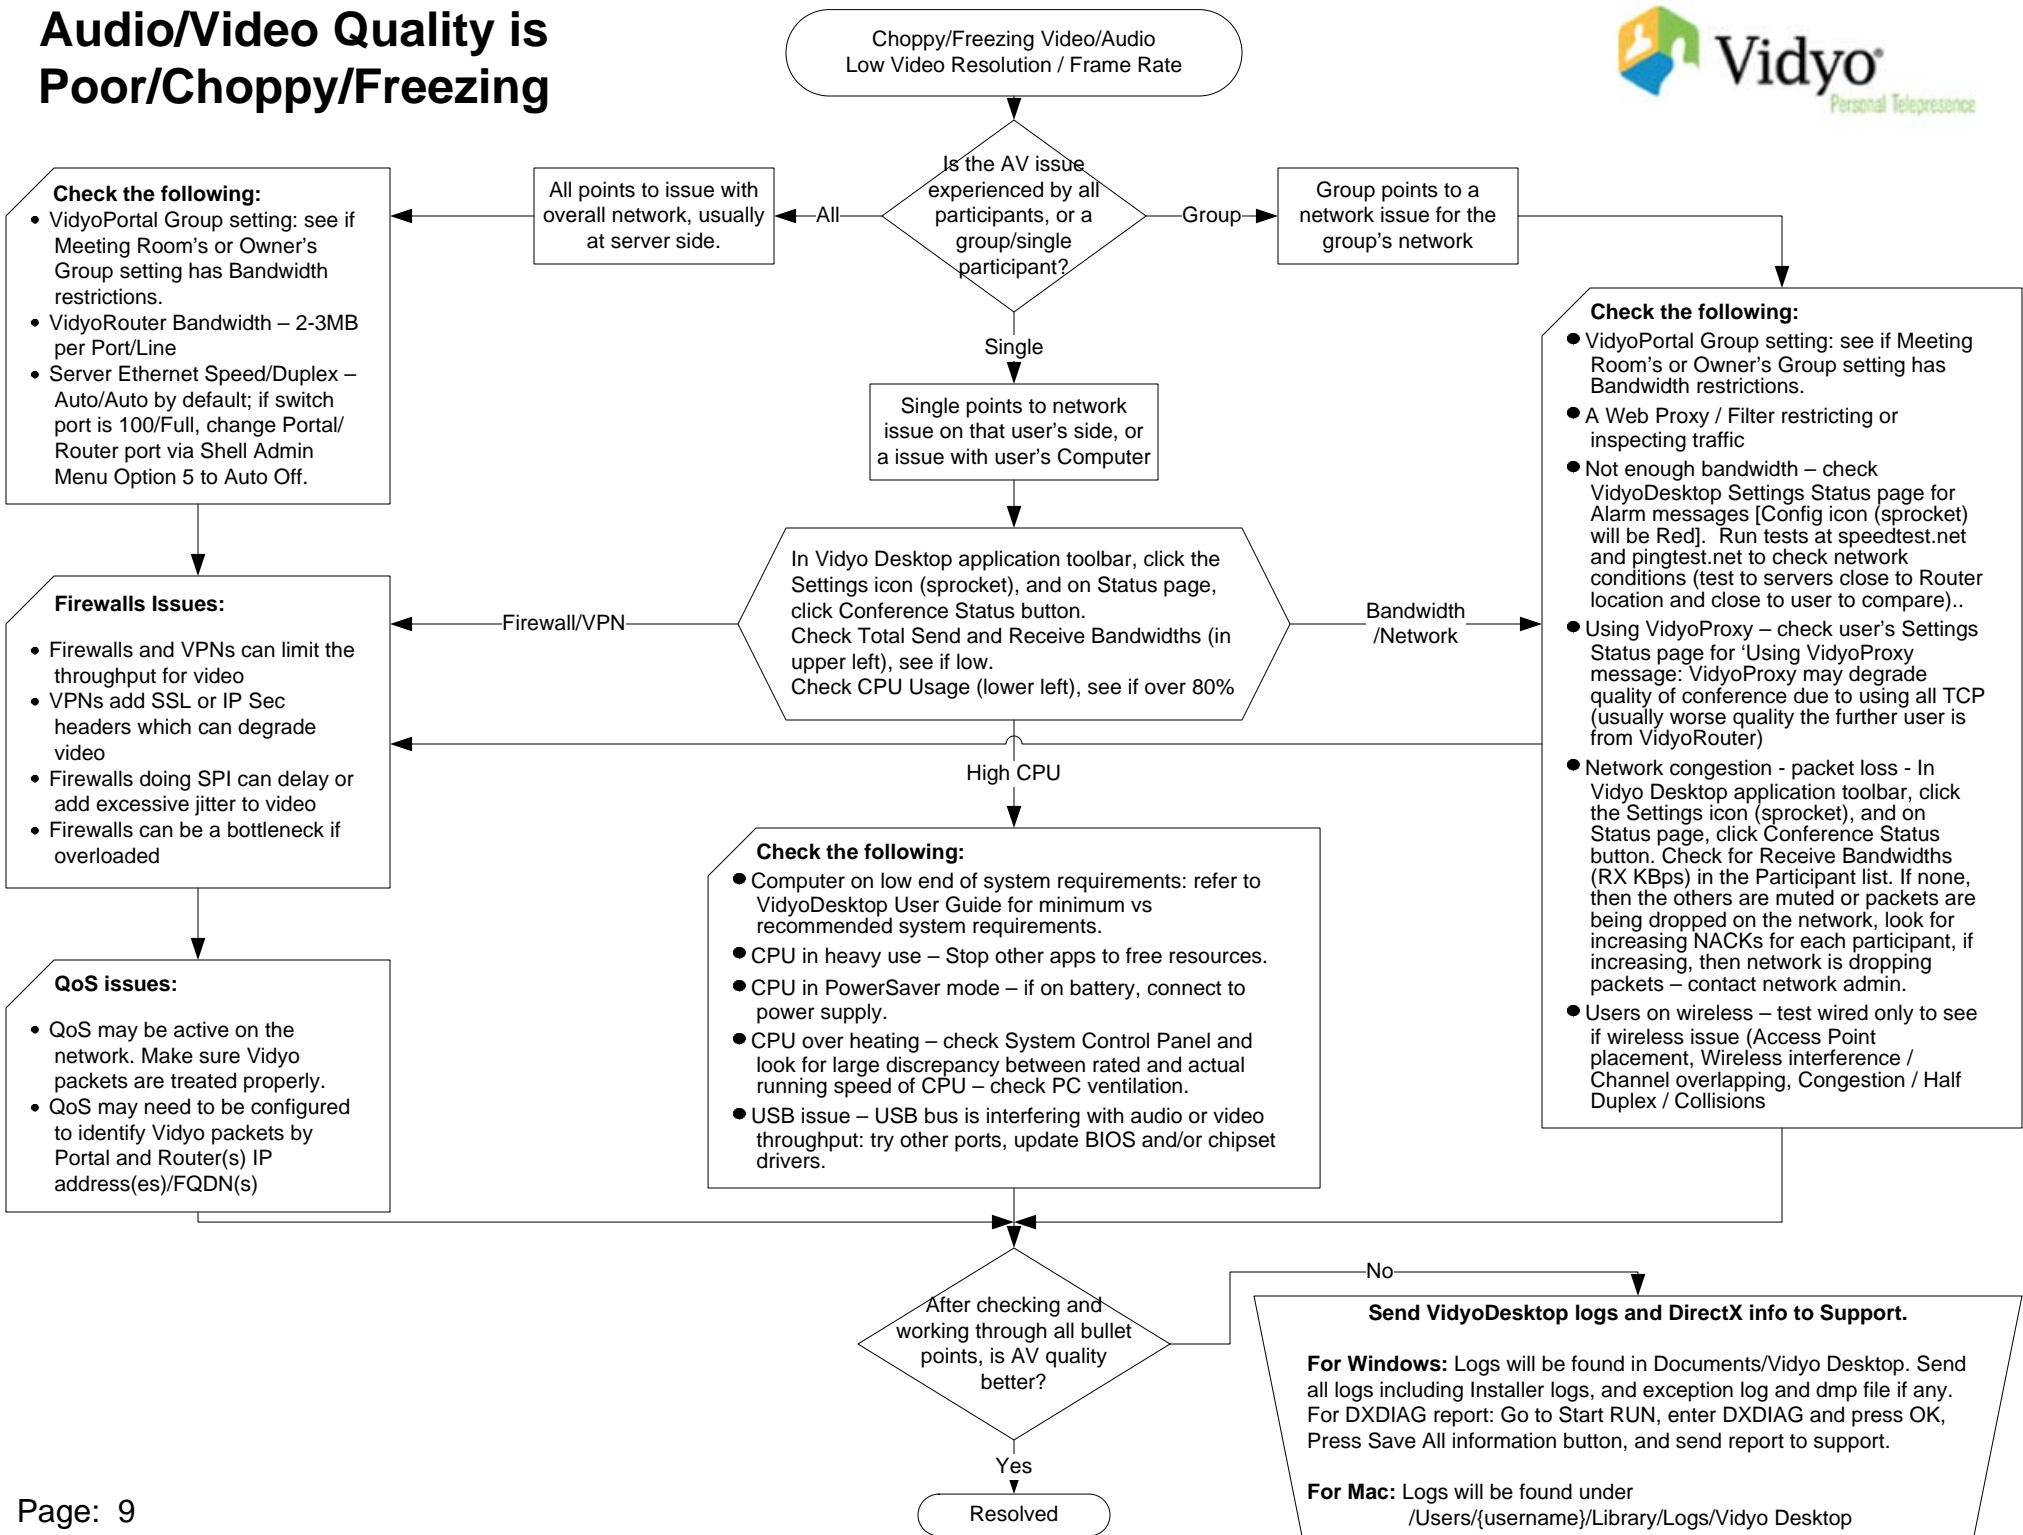 Audio/Video Quality is
Poor/Choppy/Freezing
Choppy/Freezing Video/Audio
Low Video Resolution / Frame Rate
Vidyo®
Personal Telepresence
Is the AV issue
experienced by all
participants, or a
group/single
participant?
All
All points to issue with
overall network, usually
at server side.
Group
Group points to a
network issue for the
group's network
Check the following:
• VidyoPortal Group setting: see if
Meeting Room's or Owner's
Group setting has Bandwidth
restrictions.
• VidyoRouter Bandwidth – 2-3MB
per Port/Line
• Server Ethernet Speed/Duplex –
Auto/Auto by default; if switch
port is 100/Full, change Portal/
Router port via Shell Admin
Menu Option 5 to Auto Off.
Single
Single points to network
issue on that user's side, or
a issue with user's Computer
In Vidyo Desktop application toolbar, click the
Settings icon (sprocket), and on Status page,
click Conference Status button.
Check Total Send and Receive Bandwidths (in
upper left), see if low.
Check CPU Usage (lower left), see if over 80%
Firewall/VPN
Bandwidth
/Network
High CPU
Firewalls Issues:
• Firewalls and VPNs can limit the
throughput for video
• VPNs add SSL or IP Sec
headers which can degrade
video
• Firewalls doing SPI can delay or
add excessive jitter to video
• Firewalls can be a bottleneck if
overloaded
QoS issues:
• QoS may be active on the
network. Make sure Vidyo
packets are treated properly.
• QoS may need to be configured
to identify Vidyo packets by
Portal and Router(s) IP
address(es)/FQDN(s)
Check the following:
• Computer on low end of system requirements: refer to
VidyoDesktop User Guide for minimum vs
recommended system requirements.
• CPU in heavy use – Stop other apps to free resources.
• CPU in PowerSaver mode – if on battery, connect to
power supply.
• CPU over heating – check System Control Panel and
look for large discrepancy between rated and actual
running speed of CPU – check PC ventilation.
• USB issue – USB bus is interfering with audio or video
throughput: try other ports, update BIOS and/or chipset
drivers.
Check the following:
• VidyoPortal Group setting: see if Meeting
Room's or Owner's Group setting has
Bandwidth restrictions.
• A Web Proxy / Filter restricting or
inspecting traffic
• Not enough bandwidth – check
VidyoDesktop Settings Status page for
Alarm messages [Config icon (sprocket)
will be Red].  Run tests at speedtest.net
and pingtest.net to check network
conditions (test to servers close to Router
location and close to user to compare)..
• Using VidyoProxy – check user's Settings
Status page for ‘Using VidyoProxy
message: VidyoProxy may degrade
quality of conference due to using all TCP
(usually worse quality the further user is
from VidyoRouter)
• Network congestion - packet loss - In
Vidyo Desktop application toolbar, click
the Settings icon (sprocket), and on
Status page, click Conference Status
button. Check for Receive Bandwidths
(RX KBps) in the Participant list. If none,
then the others are muted or packets are
being dropped on the network, look for
increasing NACKs for each participant, if
increasing, then network is dropping
packets – contact network admin.
• Users on wireless – test wired only to see
if wireless issue (Access Point
placement, Wireless interference /
Channel overlapping, Congestion / Half
Duplex / Collisions
After checking and
working through all bullet
points, is AV quality
better?
No
Yes
Resolved
Send VidyoDesktop logs and DirectX info to Support.
For Windows: Logs will be found in Documents/Vidyo Desktop. Send
all logs including Installer logs, and exception log and dmp file if any.
For DXDIAG report: Go to Start RUN, enter DXDIAG and press OK,
Press Save All information button, and send report to support.
For Mac: Logs will be found under
/Users/{username}/Library/Logs/Vidyo Desktop
Page: 9